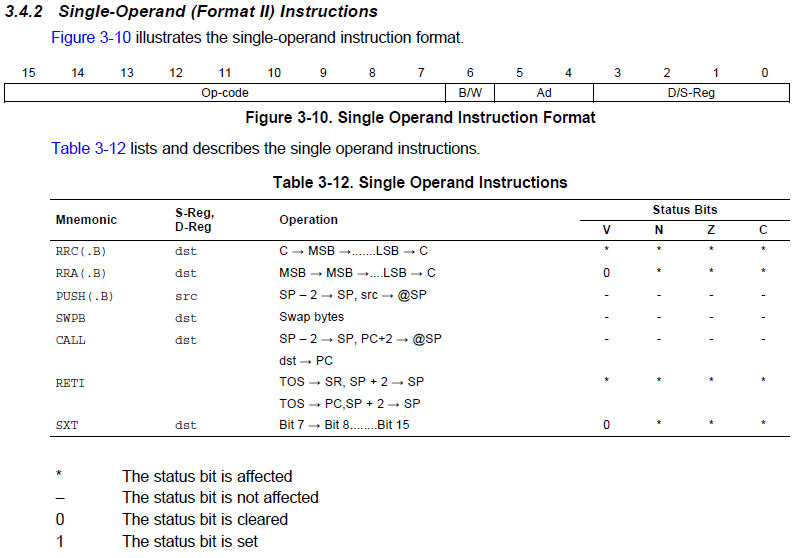 3.4.2 Single-Operand (Format II) Instructions
Figure 3-10 illustrates the single-operand instruction format.
15 14 13 12 11 10 9 8 7 6 5 4 3 2 1 0
Op-code B/W Ad D/S-Reg
Figure 3-10. Single Operand Instruction Format
Table 3-12 lists and describes the single operand instructions.
Table 3-12. Single Operand Instructions
Mnemonic S-Reg, D-Reg Operation Status Bits
V N Z C
RRC(.B) dst C → MSB →.......LSB → C * * * *
RRA(.B) dst MSB → MSB →....LSB → C 0 * * *
PUSH(.B) src SP – 2 → SP, src → @SP - - - -
SWPB dst Swap bytes - - - -
CALL dst SP – 2 → SP, PC+2 → @SP - - - -
dst → PC
RETI TOS → SR, SP + 2 → SP * * * *
TOS → PC,SP + 2 → SP
SXT dst Bit 7 → Bit 8........Bit 15 0 * * *
* The status bit is affected
– The status bit is not affected
0 The status bit is cleared
1 The status bit is set